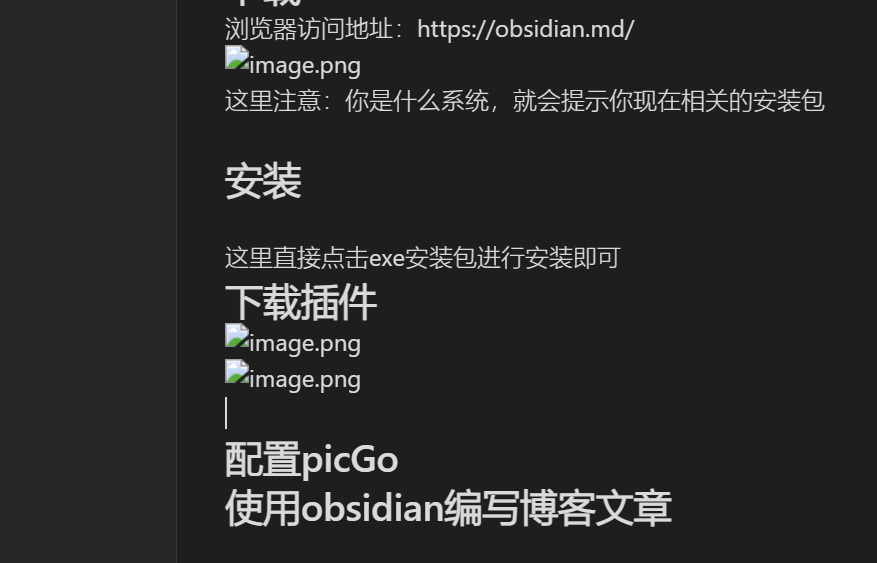 浏览器访问地址：https://obsidian.md/
image.png
这里注意：你是什么系统，就会提示你现在相关的安装包
安装
这里直接点击exe安装包进行安装即可
下载插件
image.png
image.png
配置picGo
使用obsidian编写博客文章